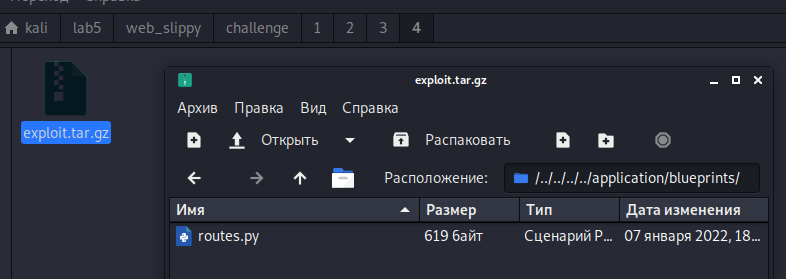 kali lab5 web_slippy challenge 1 2 3 4
exploit.tar.gz
exploit.tar.gz
Архив Правка Вид Справка
Открыть Распаковать
Расположение: /../../../../application/blueprints/
Имя Размер Тип Дата изменения
routes.py 619 байт Сценарий P... 07 января 2022, 18...